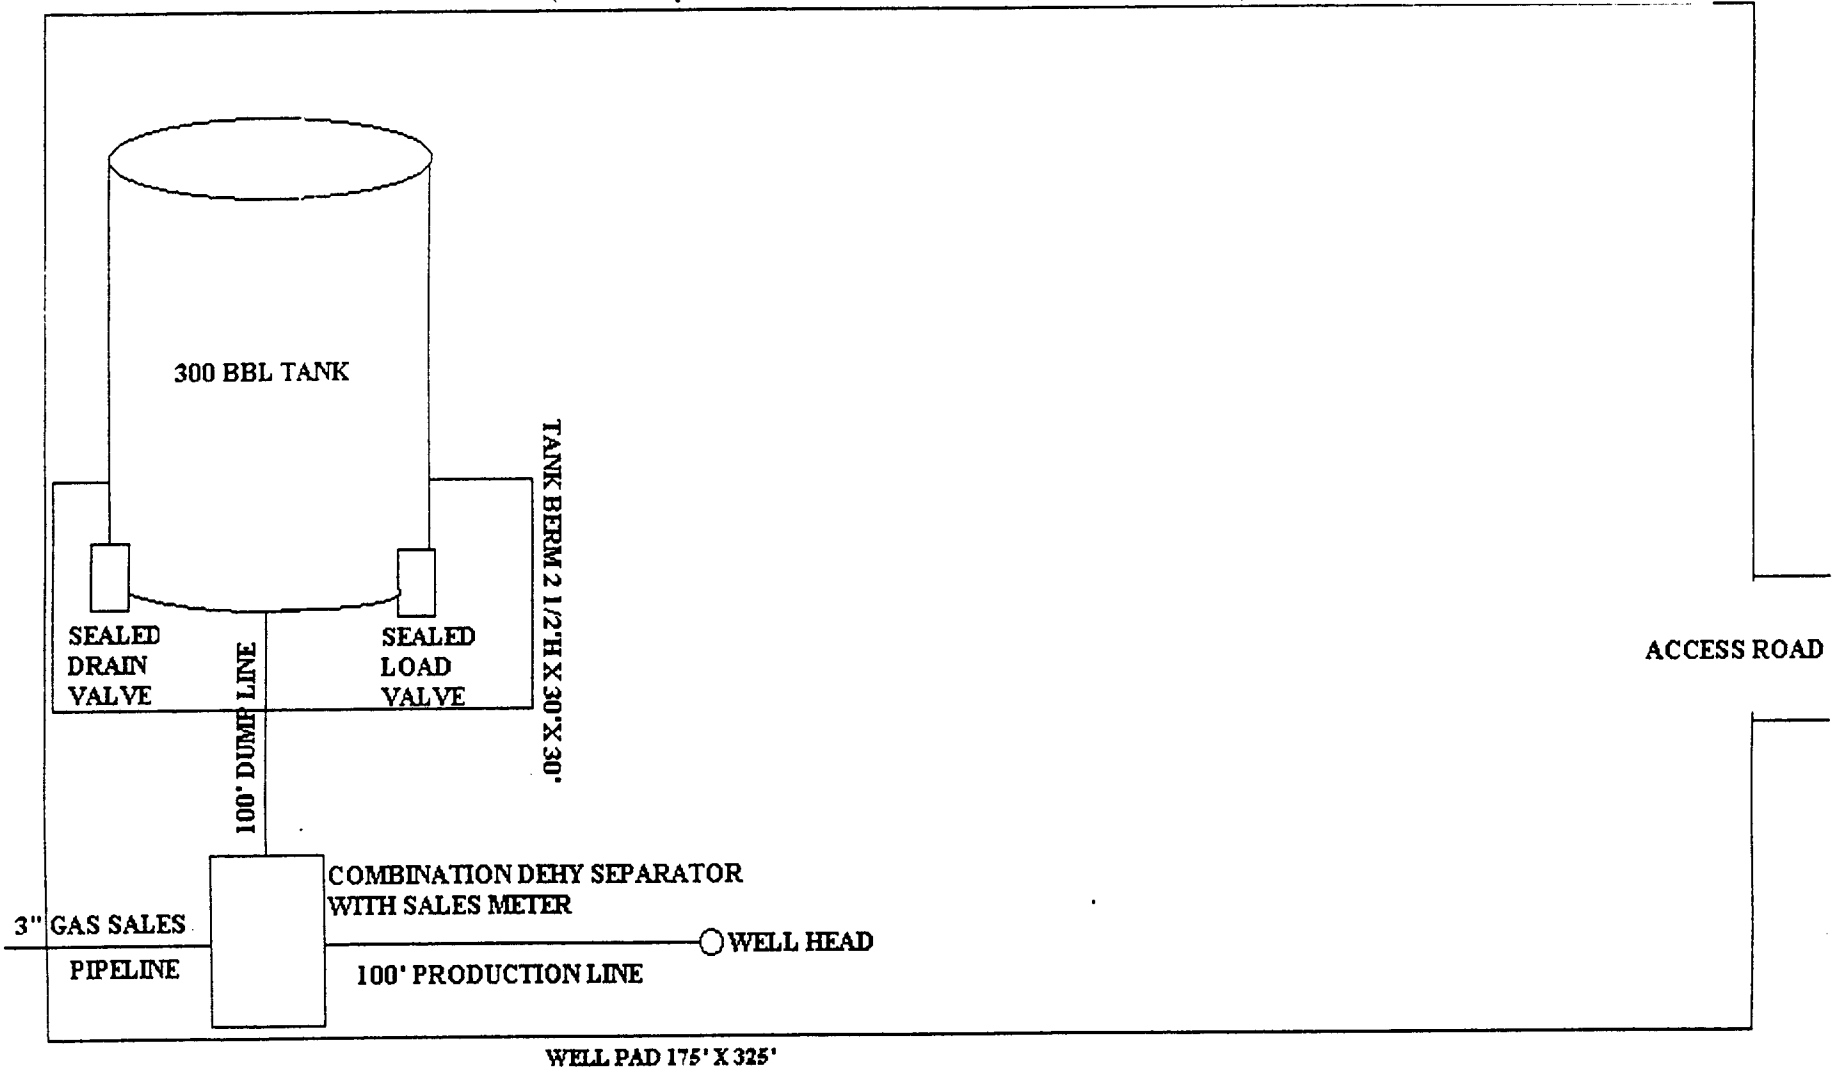 300 BBL TANK
TANK BERM 2 1/2'H X 30'X 30'
SEALED
DRAIN
VALVE
SEALED
LOAD
VALVE
100' DUMP LINE
ACCESS ROAD
COMBINATION DEHY SEPARATOR
WITH SALES METER
3" GAS SALES
PIPELINE
WELL HEAD
100' PRODUCTION LINE
WELL PAD 175' X 325'